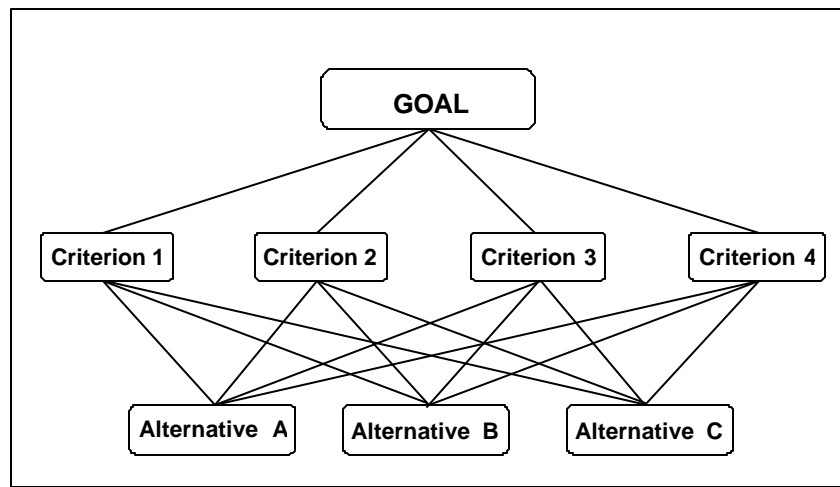 GOAL
Criterion 1
Criterion 2
Criterion 3
Criterion 4
Alternative A
Alternative B
Alternative C